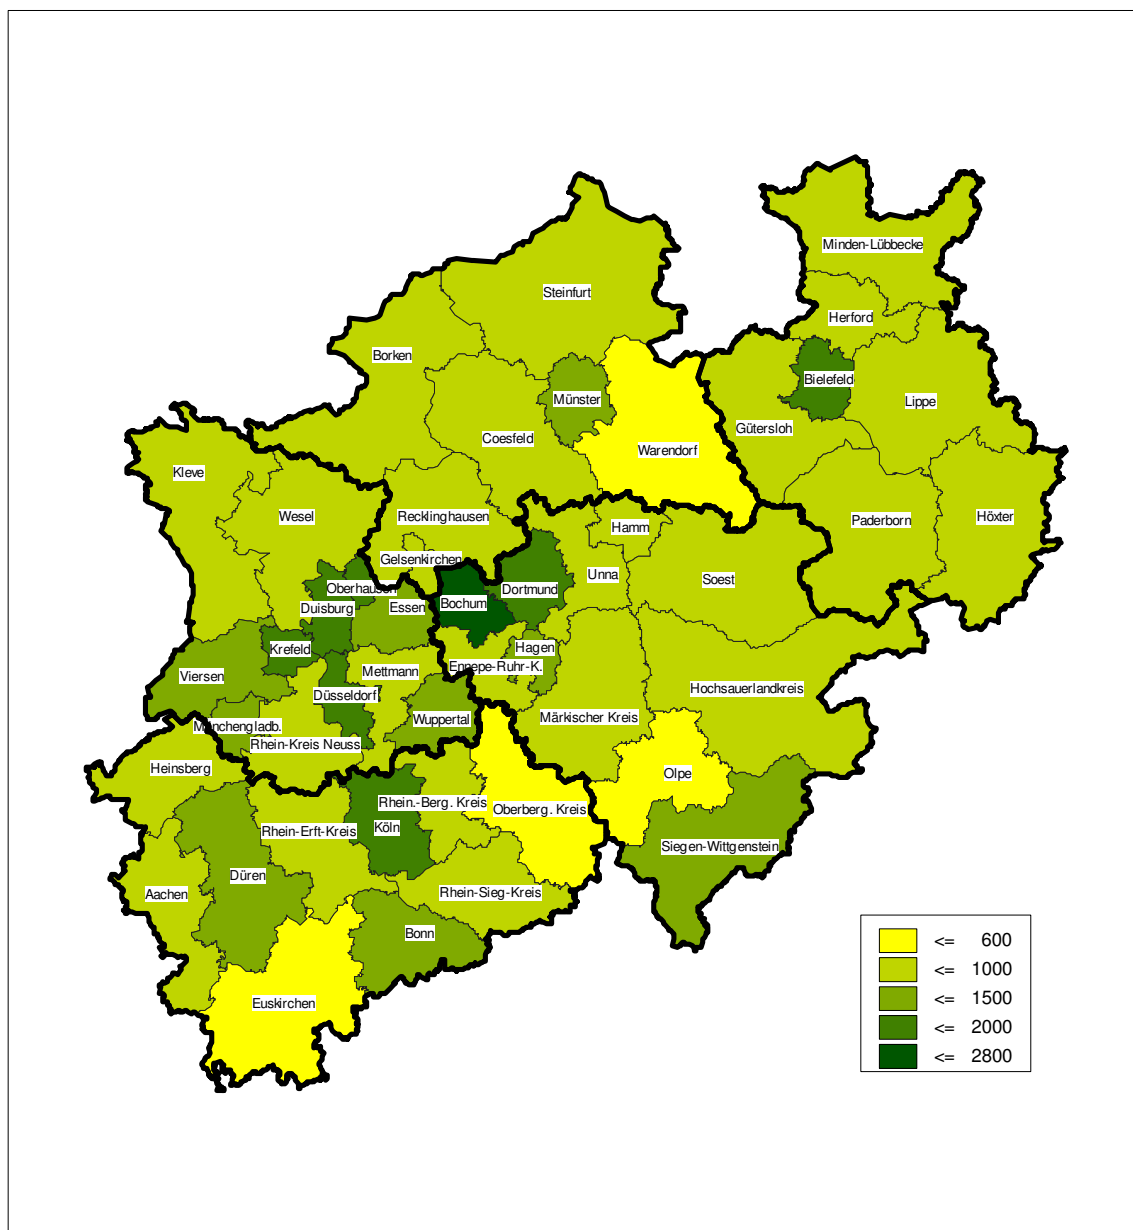 Minden-Lübbecke
Steinfurt
Herford
Borken
Bielefeld
Münster
Lippe
Gütersloh
Coesfeld
Warendorf
Kleve
Wesel
Recklinghausen
Paderborn
Höxter
Hamm
Gelsenkirchen
Unna
Soest
Oberhausen
Dortmund
Bochum
Duisburg
Essen
Krefeld
Hagen
Ennepe-Ruhr-K.
Viersen
Mettmann
Hochsauerlandkreis
Düsseldorf
Wuppertal
Märkischer Kreis
Mönchengladb.
Rhein-Kreis Neuss
Heinsberg
Olpe
Rhein.-Berg. Kreis
Oberberg. Kreis
Rhein-Erft-Kreis
Köln
Siegen-Wittgenstein
Düren
Aachen
Rhein-Sieg-Kreis
Bonn
Euskirchen
<= 600
<= 1000
<= 1500
<= 2000
<= 2800